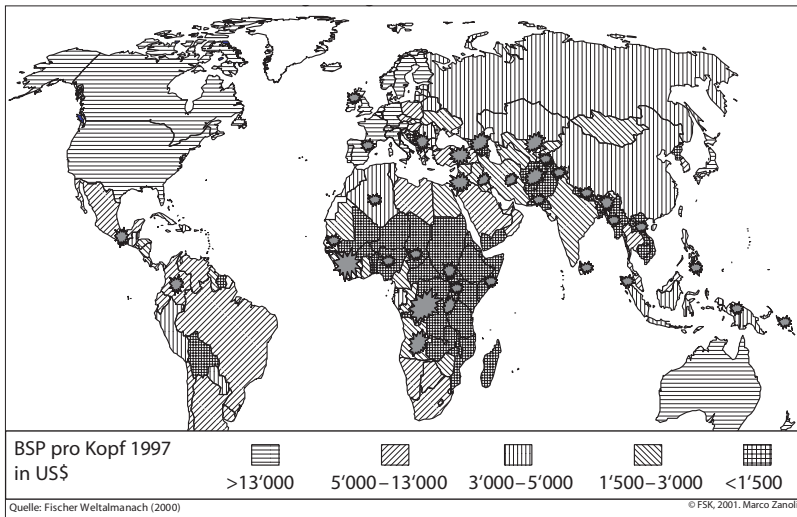 BSP pro Kopf 1997
in US$
>13’000
5’000–13’000
3’000–5’000
1’500–3’000
<1’500
Quelle: Fischer Weltalmanach (2000)
© FSK, 2001. Marco Zanoli